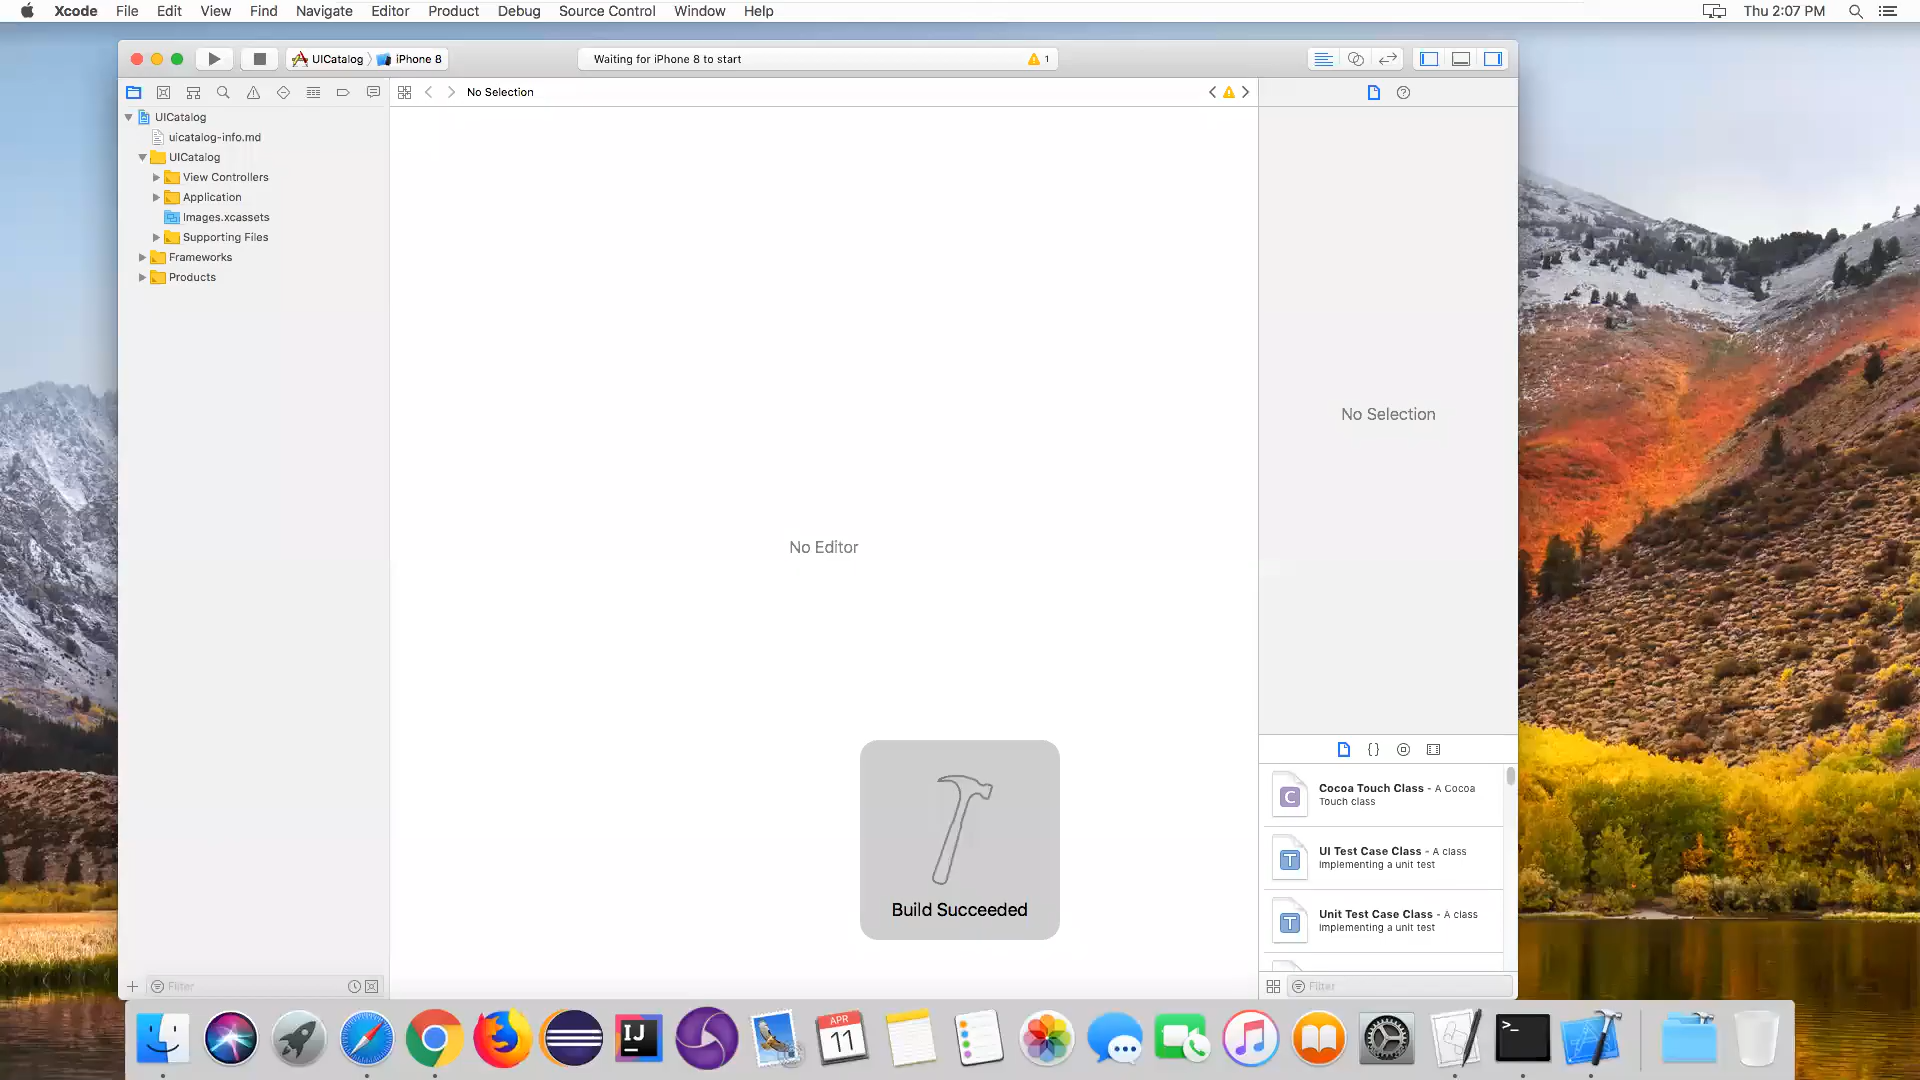 Xcode File Edit View Find Navigate Editor Product Debug Source Control Window Help Thu 2:07 PM
UICatalog iPhone 8 Waiting for iPhone 8 to start 1
No Selection
UICatalog
uicatalog-info.md
UICatalog
View Controllers
Application
Images.xcassets
Supporting Files
Frameworks
Products
No Editor
Build Succeeded
No Selection
{}
C
Cocoa Touch Class - A Cocoa
Touch class
T
UI Test Case Class - A class
implementing a unit test
T
Unit Test Case Class - A class
implementing a unit test
Filter
Filter
IJ
APR
11
>_